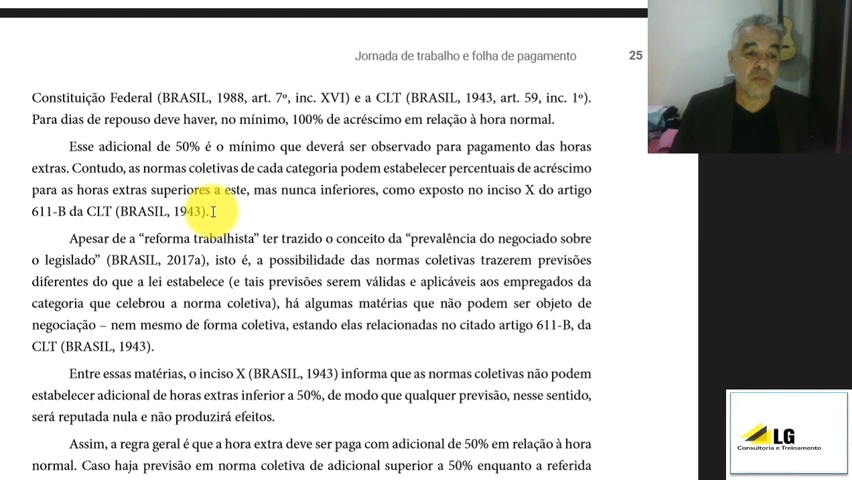 Jornada de trabalho e folha de pagamento 25
Constituição Federal (BRASIL, 1988, art. 7º, inc. XVI) e a CLT (BRASIL, 1943, art. 59, inc. 1º).
Para dias de repouso deve haver, no mínimo, 100% de acréscimo em relação à hora normal.
Esse adicional de 50% é o mínimo que deverá ser observado para pagamento das horas
extras. Contudo, as normas coletivas de cada categoria podem estabelecer percentuais de acréscimo
para as horas extras superiores a este, mas nunca inferiores, como exposto no inciso X do artigo
611-B da CLT (BRASIL, 1943).
Apesar de a “reforma trabalhista” ter trazido o conceito da “prevalência do negociado sobre
o legislado” (BRASIL, 2017a), isto é, a possibilidade das normas coletivas trazerem previsões
diferentes do que a lei estabelece (e tais previsões serem válidas e aplicáveis aos empregados da
categoria que celebrou a norma coletiva), há algumas matérias que não podem ser objeto de
negociação – nem mesmo de forma coletiva, estando elas relacionadas no citado artigo 611-B, da
CLT (BRASIL, 1943).
Entre essas matérias, o inciso X (BRASIL, 1943) informa que as normas coletivas não podem
estabelecer adicional de horas extras inferior a 50%, de modo que qualquer previsão, nesse sentido,
será reputada nula e não produzirá efeitos.
Assim, a regra geral é que a hora extra deve ser paga com adicional de 50% em relação à hora
normal. Caso haja previsão em norma coletiva de adicional superior a 50% enquanto a referida
LG
Consultoria e Treinamento